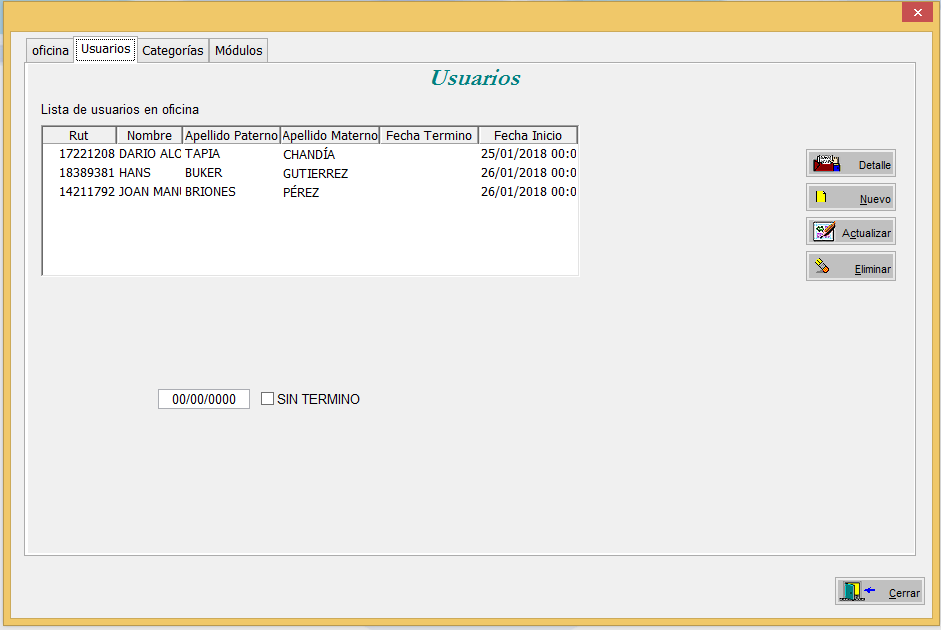 oficina Usuarios Categorías Módulos
Usuarios
Lista de usuarios en oficina
Rut Nombre Apellido Paterno Apellido Materno Fecha Termino Fecha Inicio
17221208 DARIO ALC TAPIA CHANDÍA 25/01/2018 00:0
18389381 HANS BUKER GUTIERREZ 26/01/2018 00:0
14211792 JOAN MANU BRIONES PÉREZ 26/01/2018 00:0
Detalle
Nuevo
Actualizar
Eliminar
00/00/0000 SIN TERMINO
Cerrar